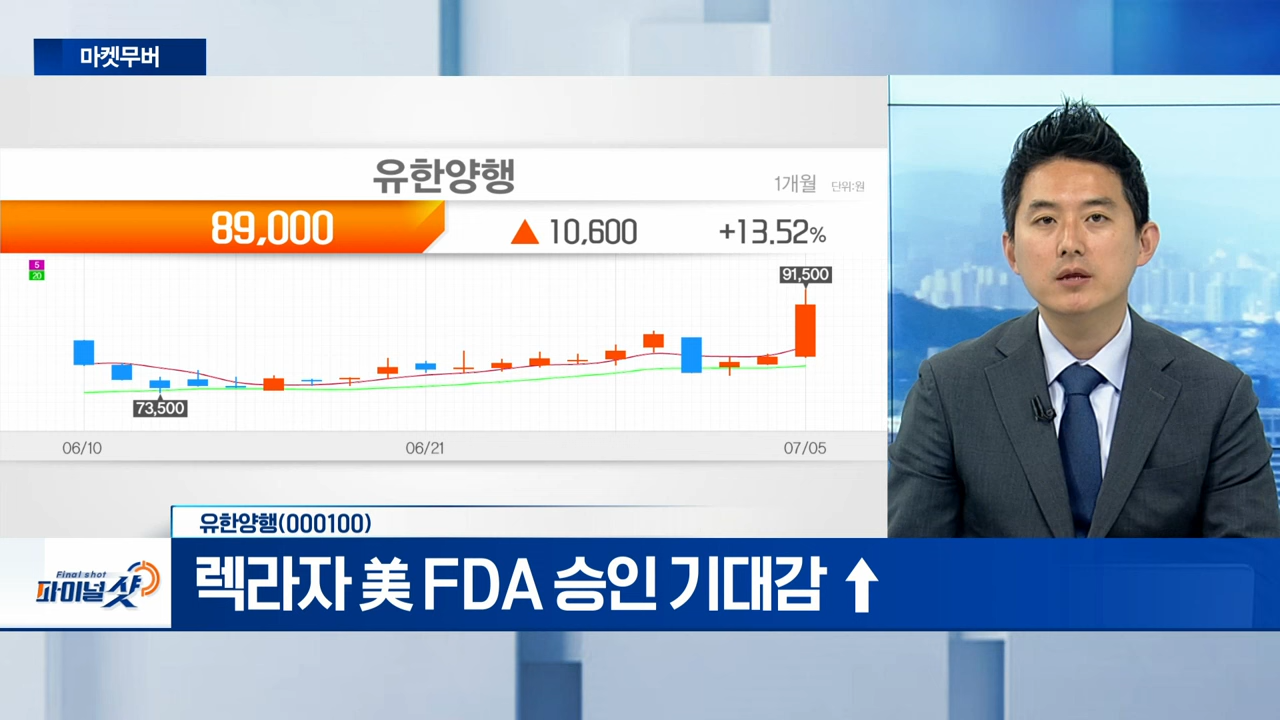 마켓무버
유한양행
1개월 단위:원
89,000 ▲ 10,600 +13.52%
5
20
91,500
73,500
06/10 06/21 07/05
유한양행(000100)
Final shot
파이널샷
렉라자 美 FDA 승인 기대감 ↑